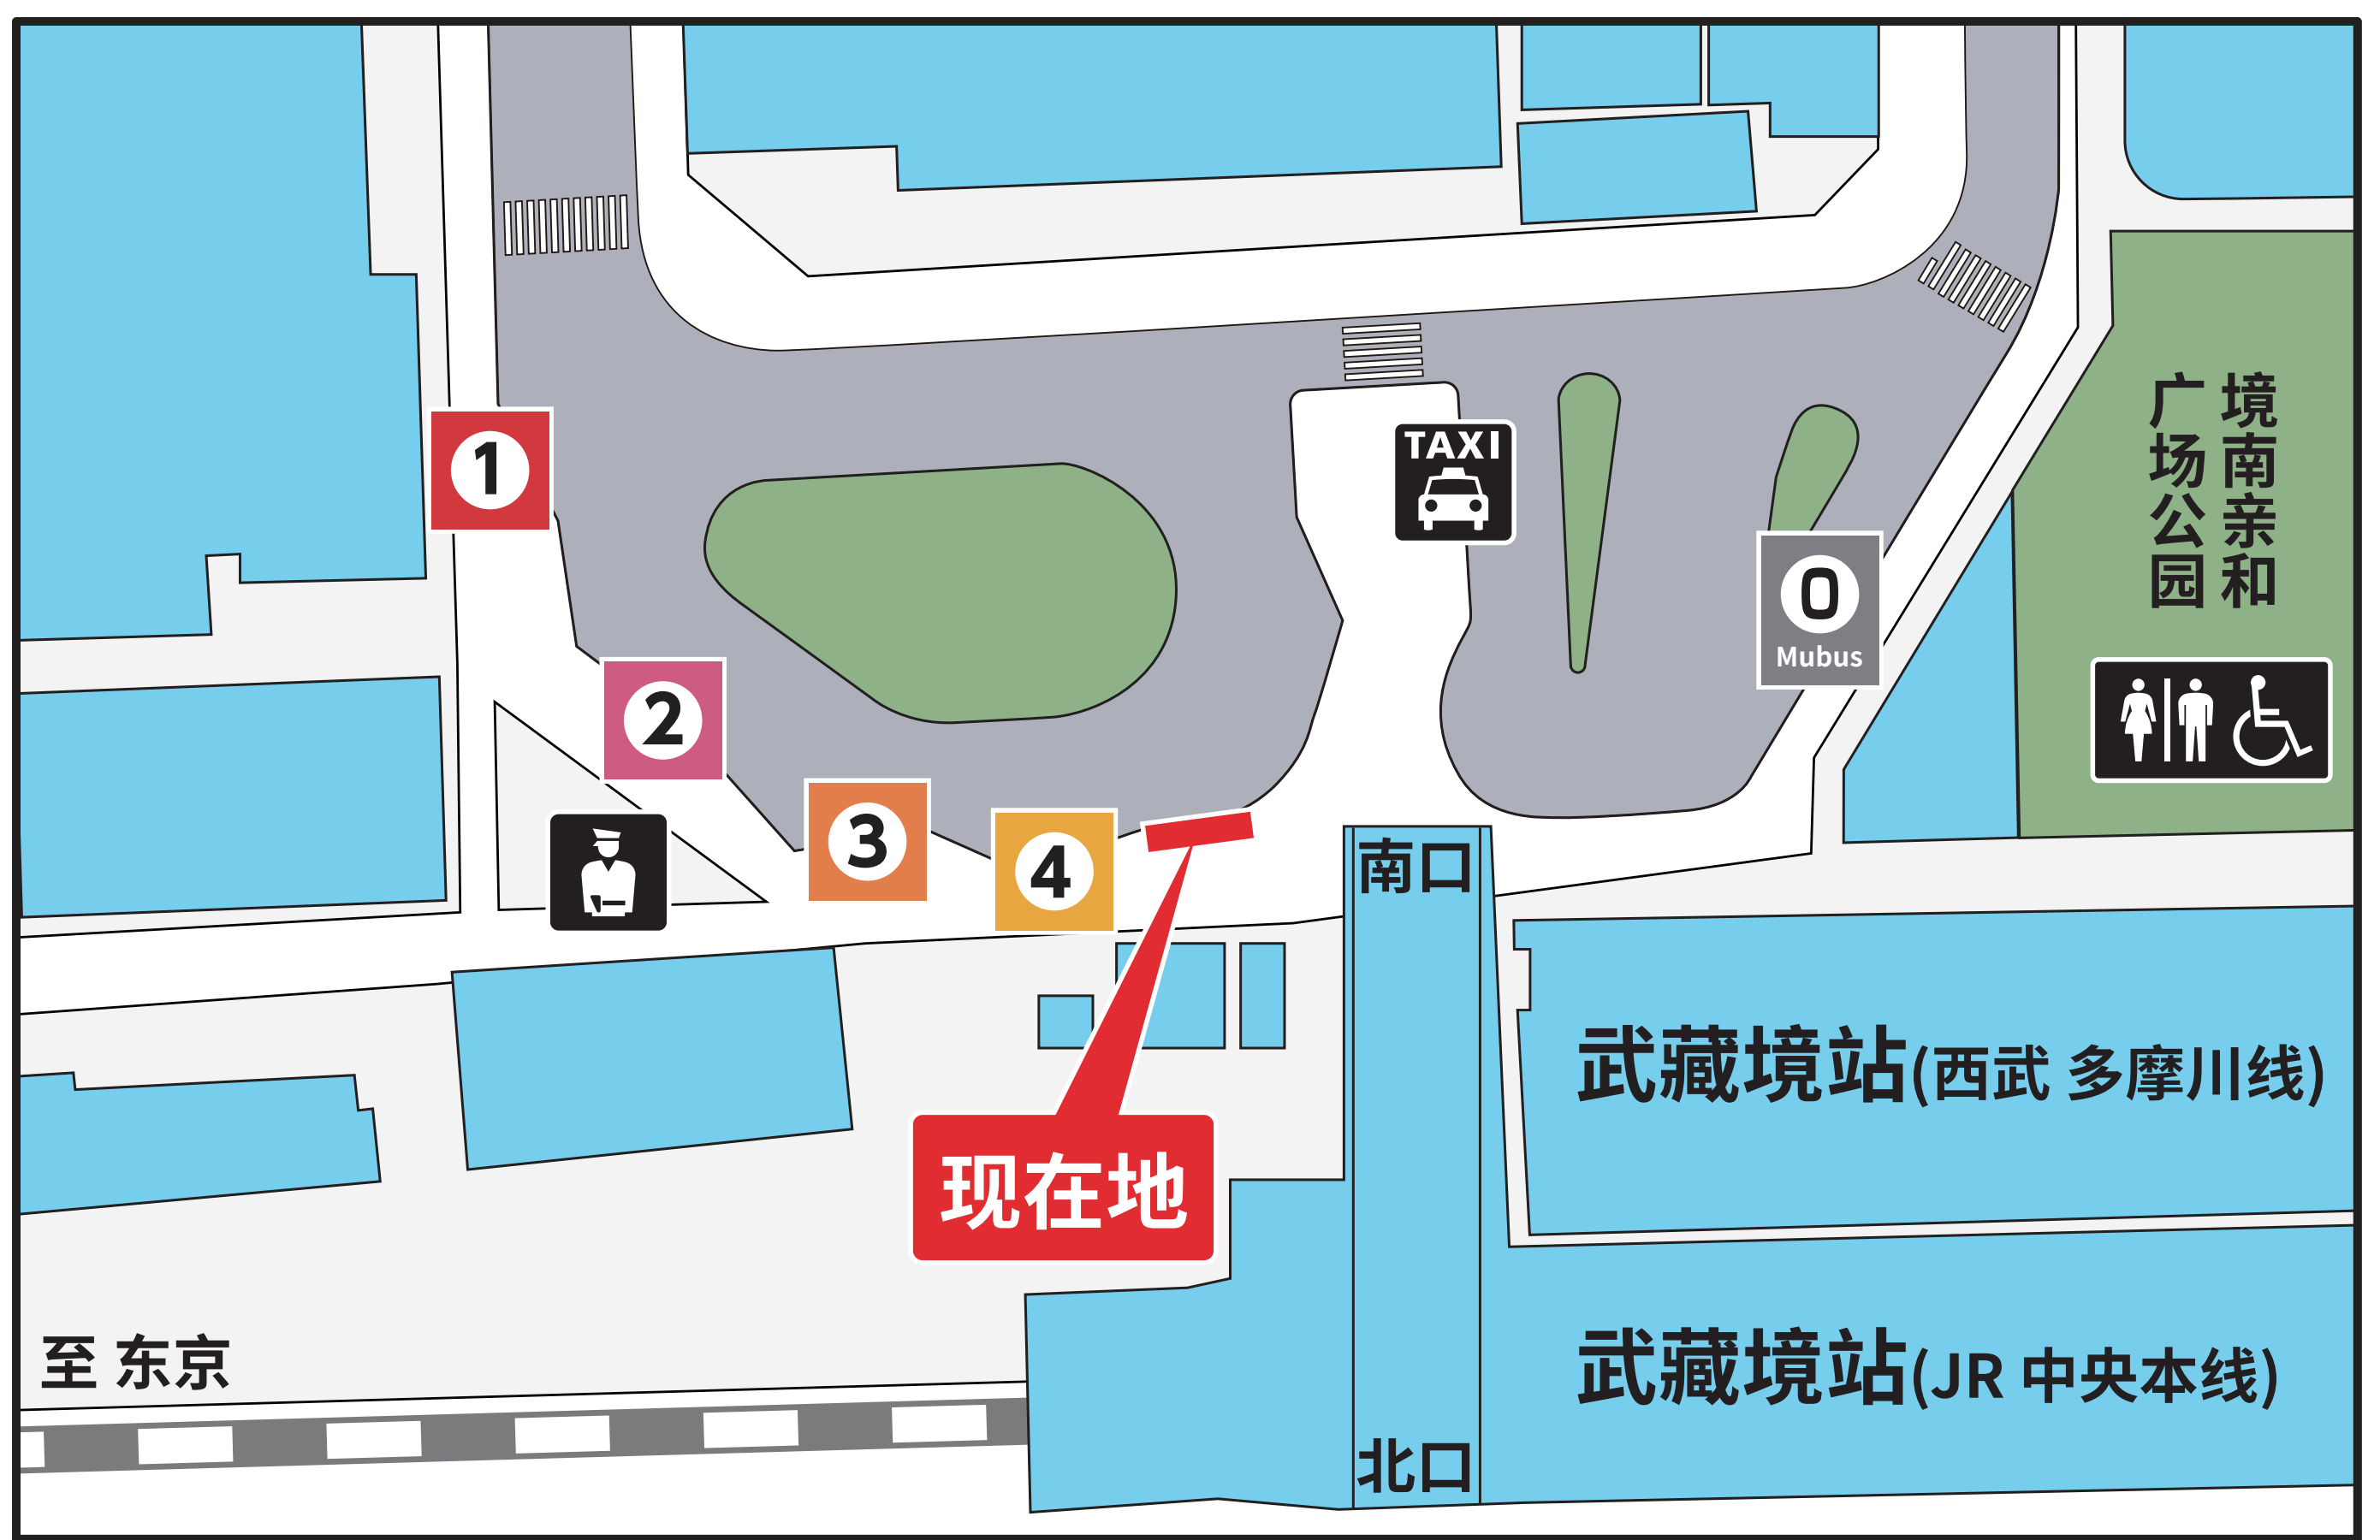 1
TAXI
境南亲和
广场公园
0
Mubus
2
3
4
南口
武藏境站(西武 多摩川线)
现在地
至 东京
武藏境站(JR 中央本线)
北口